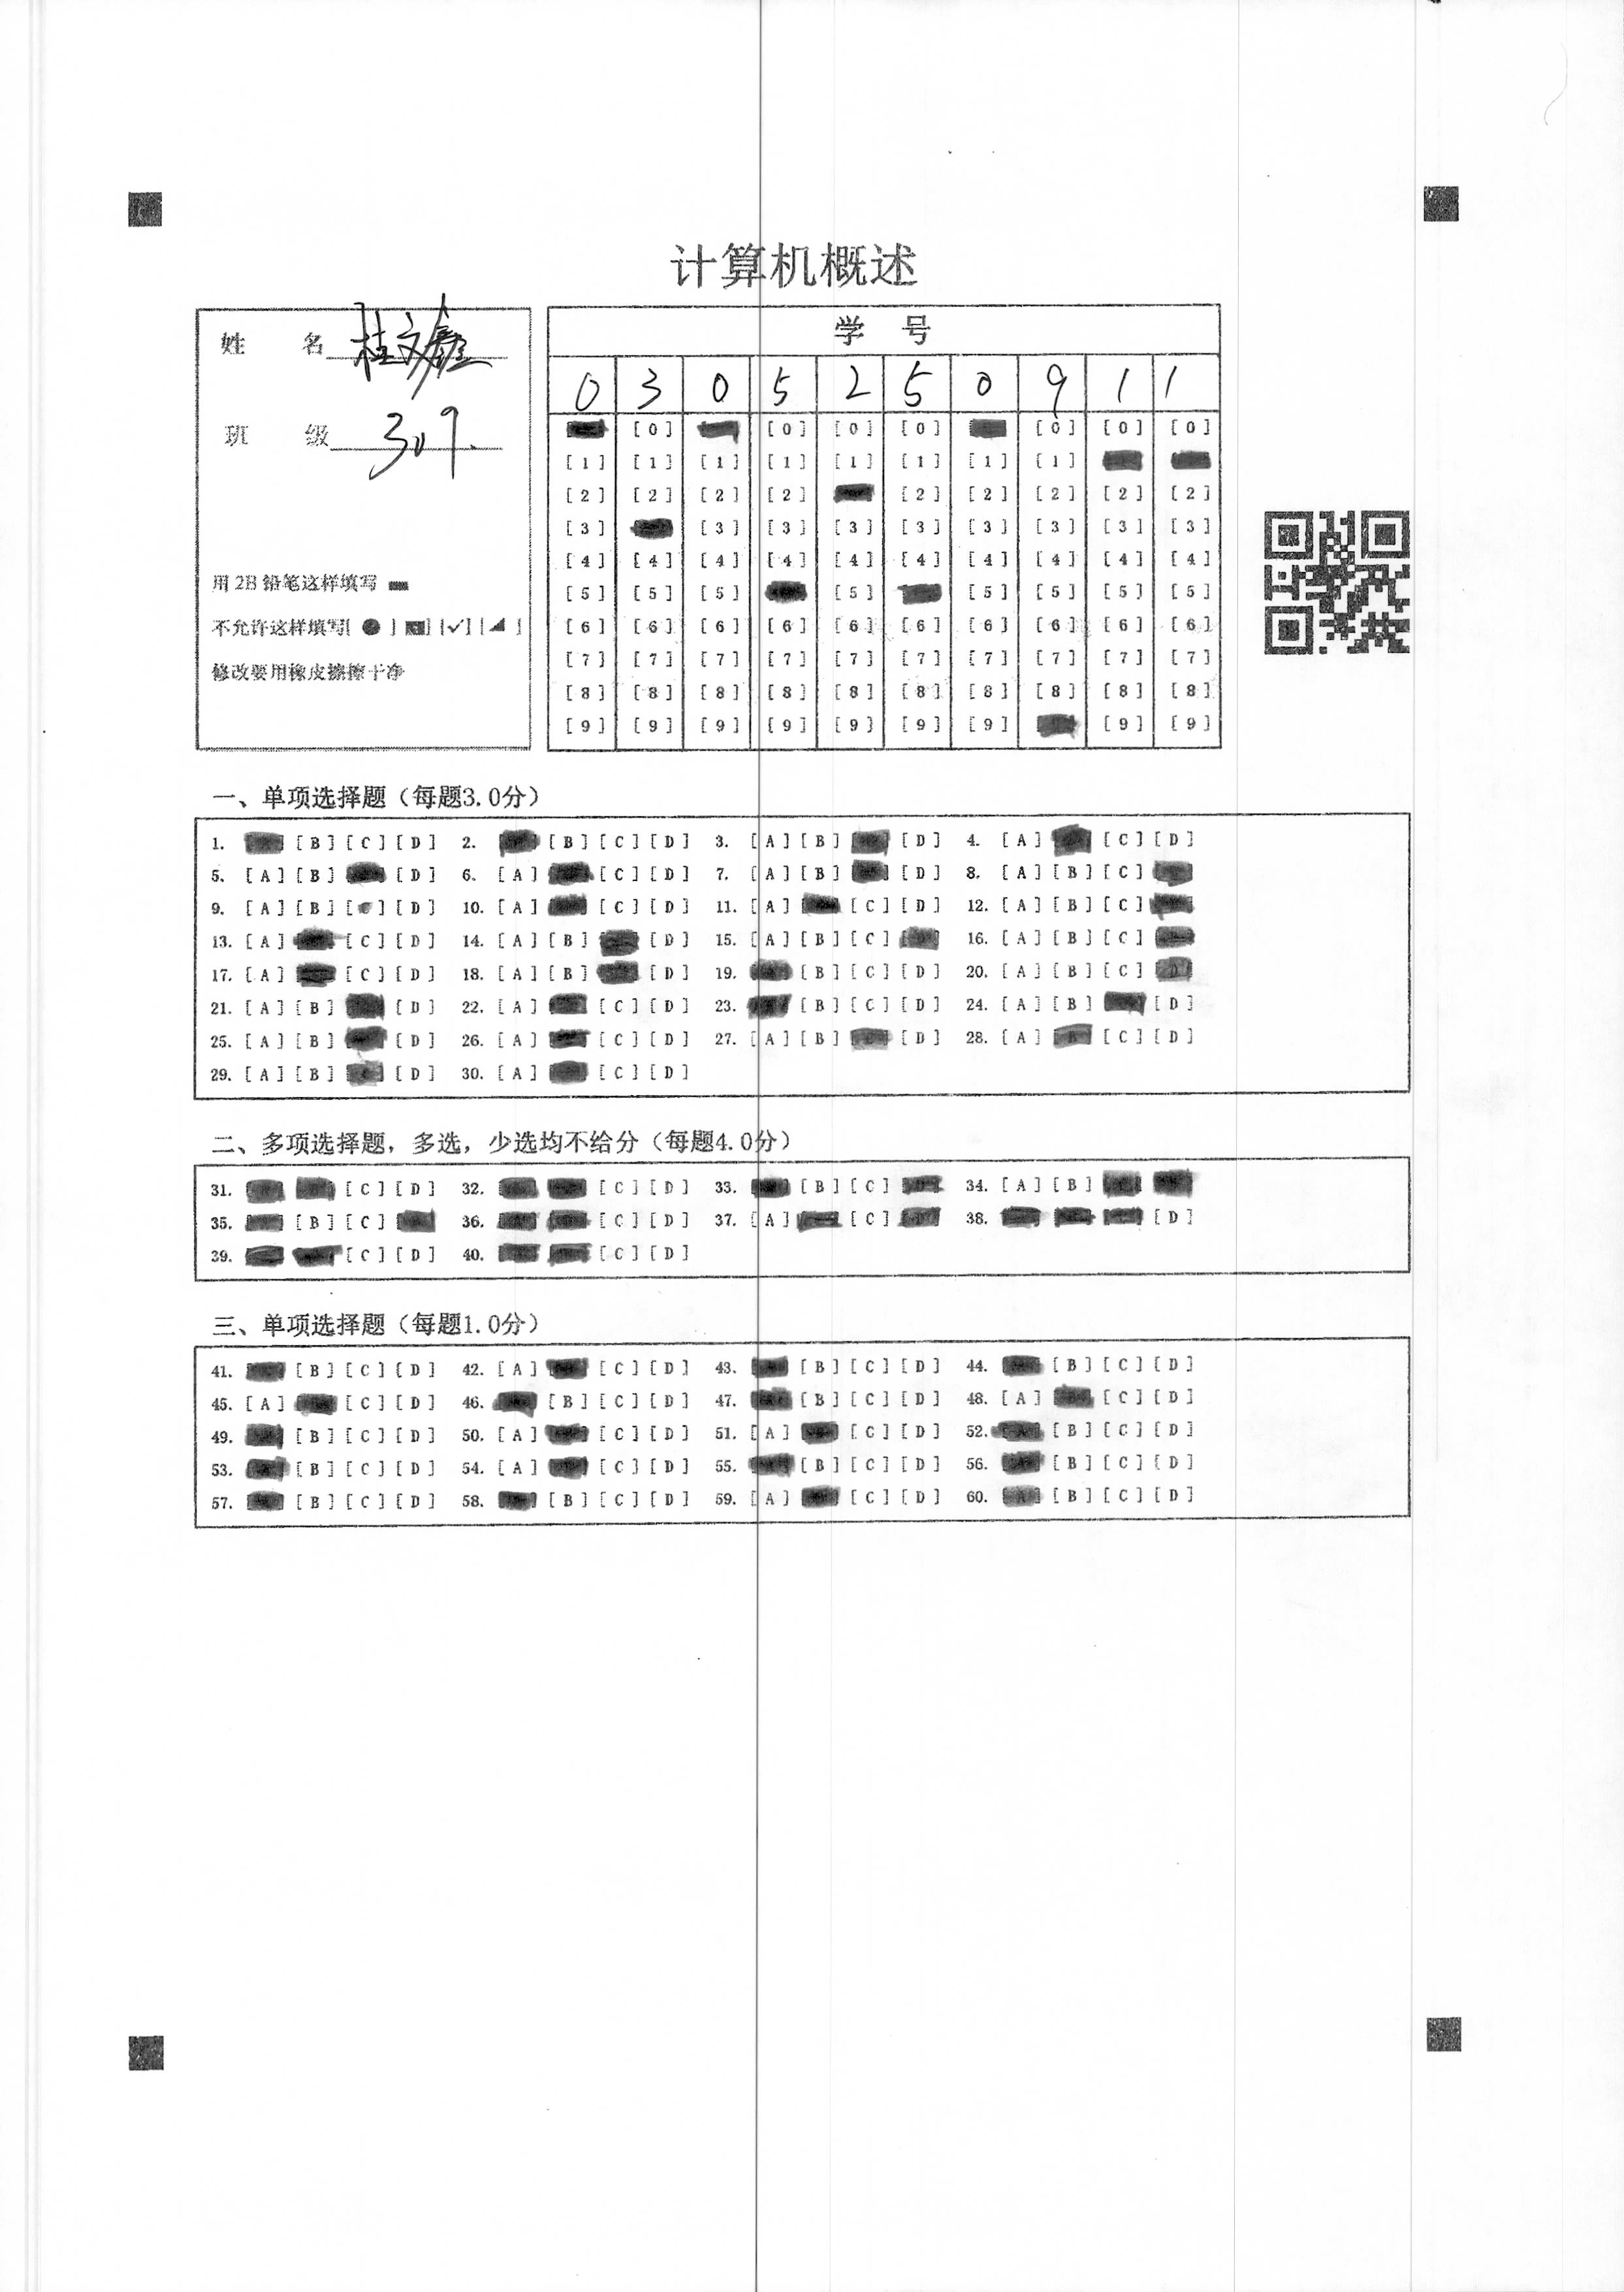 计算机概述
姓 名 桂文鑫
班 级 309.
用 2B 铅笔这样填写
不允许这样填写[ ● ] [ ] [✓] [ ]
修改要用橡皮擦擦干净
学 号
0 3 0 5 2 5 0 9 1 1
[0] [0] [0] [0] [0] [0] [0]
[1] [1] [1] [1] [1] [1] [1] [1]
[2] [2] [2] [2] [2] [2] [2] [2] [2]
[3] [3] [3] [3] [3] [3] [3] [3] [3]
[4] [4] [4] [4] [4] [4] [4] [4] [4] [4]
[5] [5] [5] [5] [5] [5] [5] [5]
[6] [6] [6] [6] [6] [6] [6] [6] [6] [6]
[7] [7] [7] [7] [7] [7] [7] [7] [7] [7]
[8] [8] [8] [8] [8] [8] [8] [8] [8] [8]
[9] [9] [9] [9] [9] [9] [9] [9] [9]
一、单项选择题（每题3.0分）
1. [B] [C] [D] 2. [B] [C] [D] 3. [A] [B] [D] 4. [A] [C] [D]
5. [A] [B] [D] 6. [A] [C] [D] 7. [A] [B] [D] 8. [A] [B] [C]
9. [A] [B] [C] [D] 10. [A] [C] [D] 11. [A] [C] [D] 12. [A] [B] [C]
13. [A] [C] [D] 14. [A] [B] [D] 15. [A] [B] [C] 16. [A] [B] [C]
17. [A] [C] [D] 18. [A] [B] [D] 19. [B] [C] [D] 20. [A] [B] [C]
21. [A] [B] [D] 22. [A] [C] [D] 23. [B] [C] [D] 24. [A] [B] [D]
25. [A] [B] [D] 26. [A] [C] [D] 27. [A] [B] [D] 28. [A] [C] [D]
29. [A] [B] [D] 30. [A] [C] [D]
二、多项选择题，多选，少选均不给分（每题4.0分）
31. [C] [D] 32. [C] [D] 33. [B] [C] 34. [A] [B]
35. [B] [C] 36. [C] [D] 37. [A] [C] 38. [D]
39. [C] [D] 40. [C] [D]
三、单项选择题（每题1.0分）
41. [B] [C] [D] 42. [A] [C] [D] 43. [B] [C] [D] 44. [B] [C] [D]
45. [A] [C] [D] 46. [B] [C] [D] 47. [B] [C] [D] 48. [A] [C] [D]
49. [B] [C] [D] 50. [A] [C] [D] 51. [A] [C] [D] 52. [B] [C] [D]
53. [B] [C] [D] 54. [A] [C] [D] 55. [B] [C] [D] 56. [B] [C] [D]
57. [B] [C] [D] 58. [B] [C] [D] 59. [A] [C] [D] 60. [B] [C] [D]